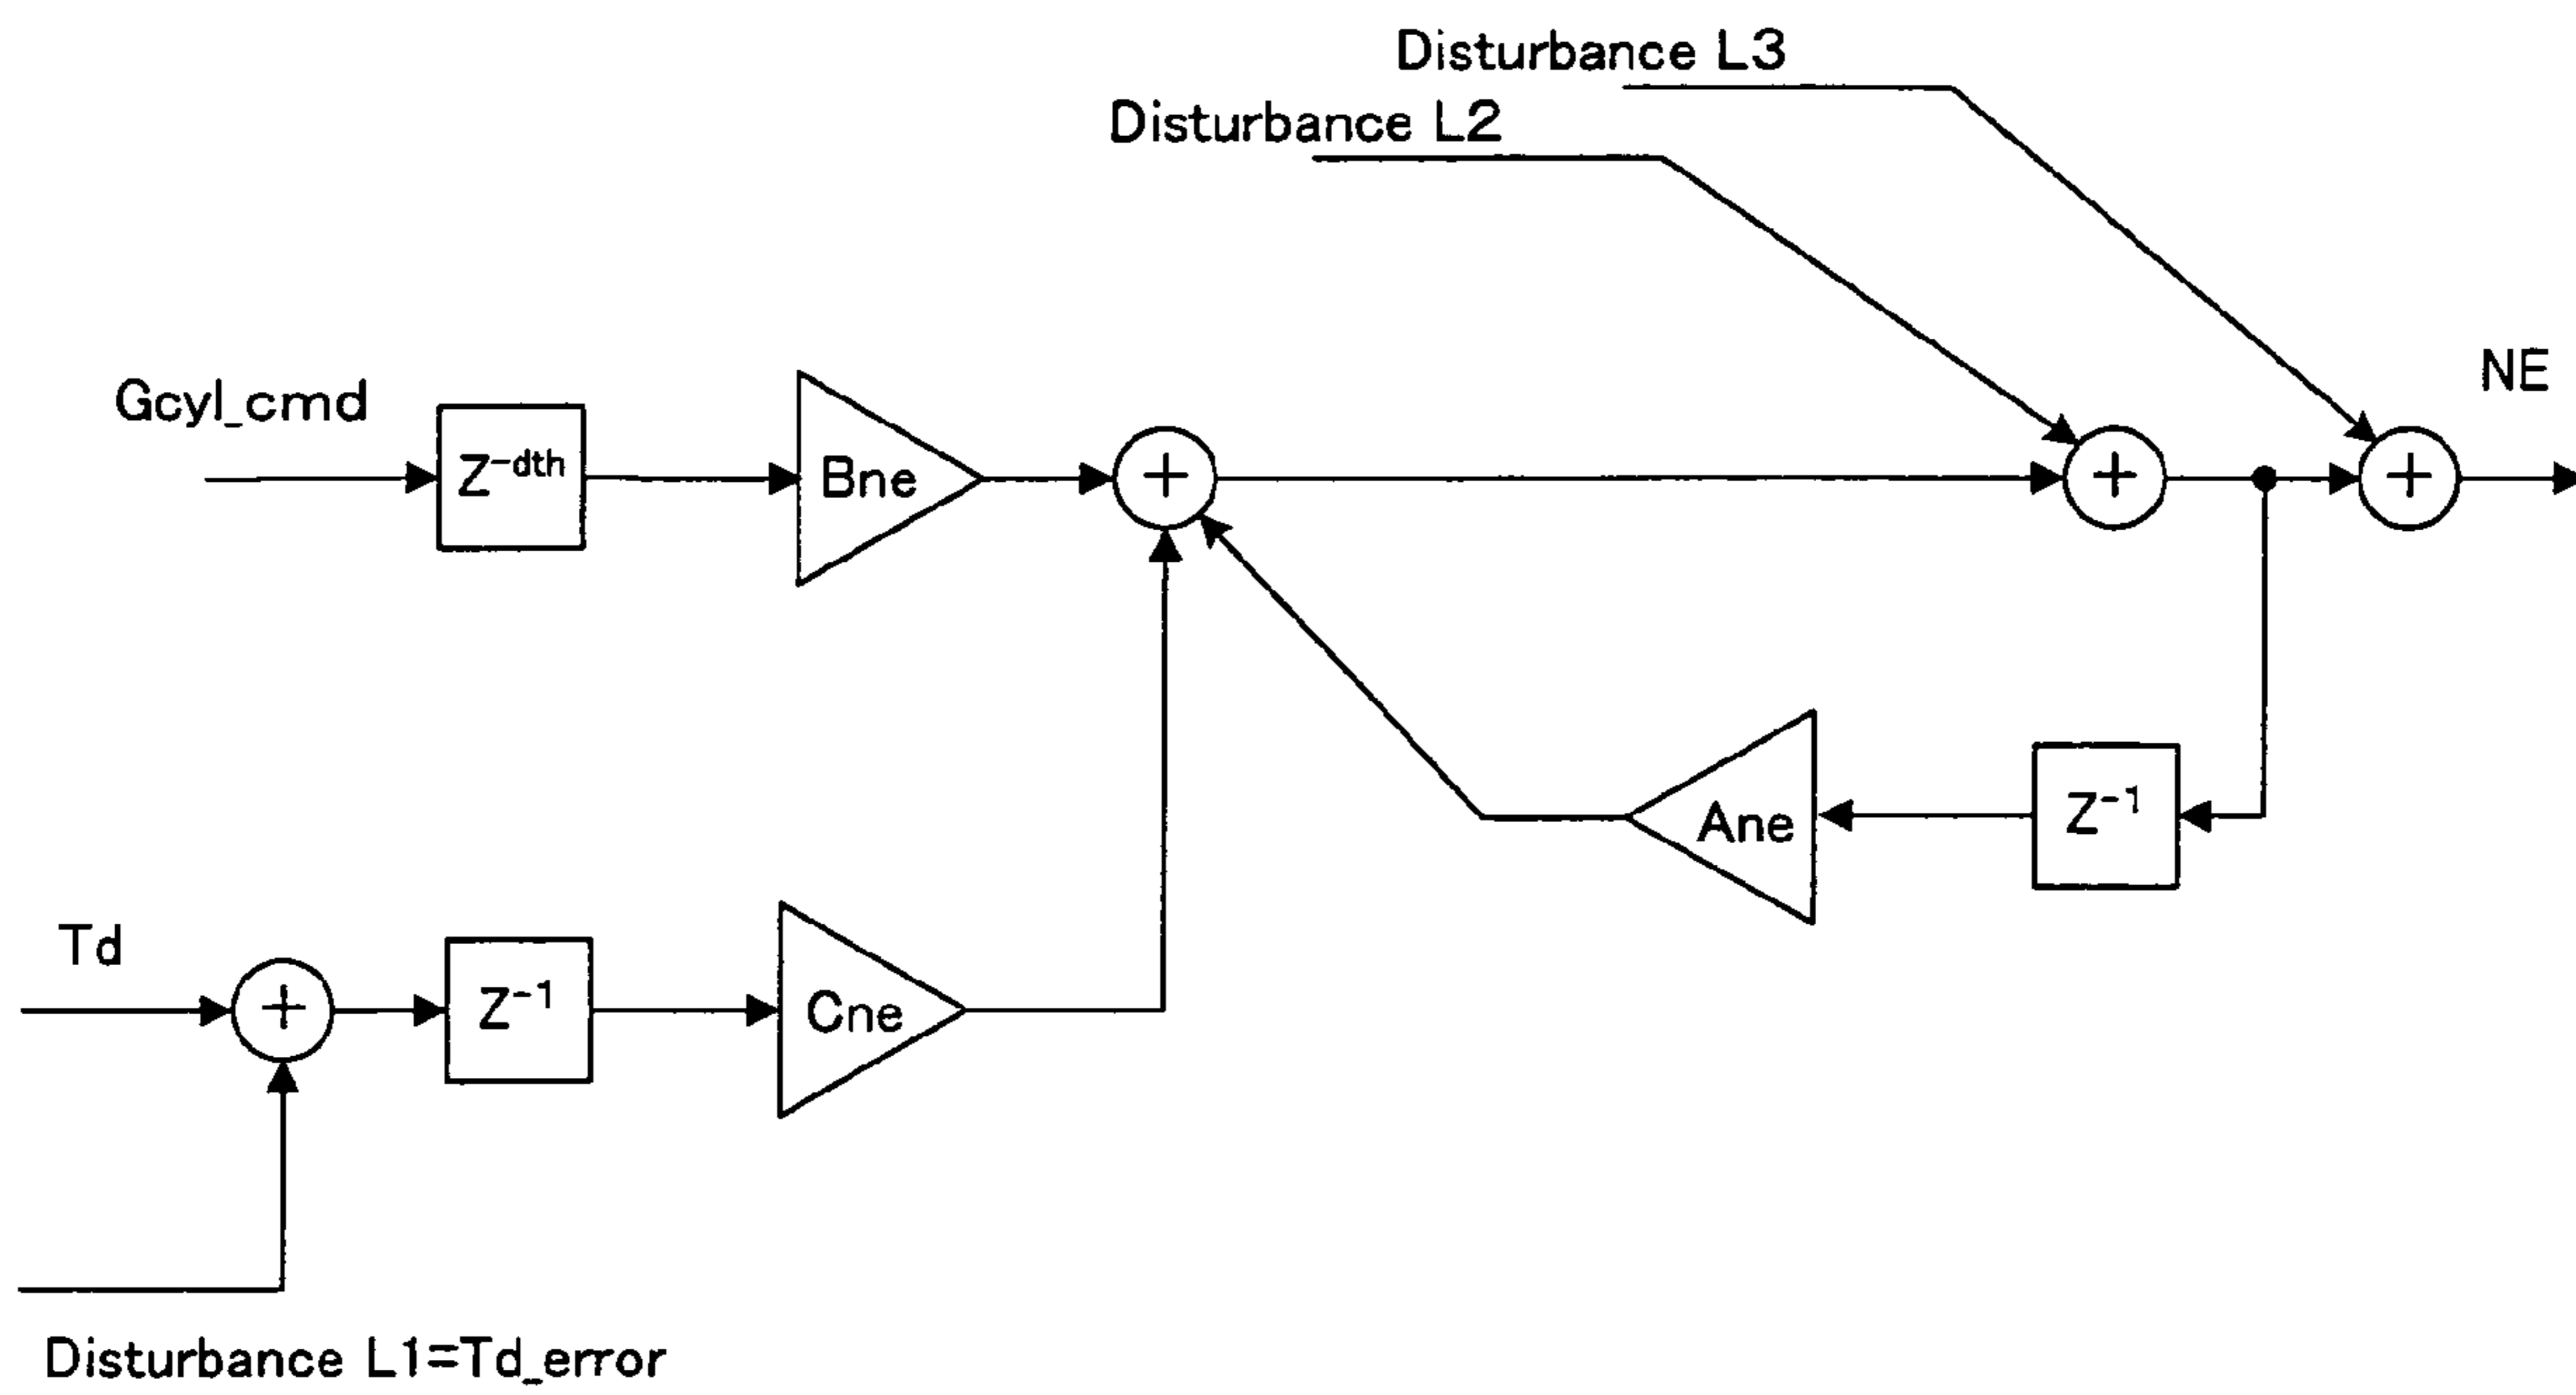 Disturbance L3
Disturbance L2
NE
Gcyl_cmd
Z⁻ᵈᵗʰ
Bne
+
+
+
Ane
Z⁻¹
Td
+
Z⁻¹
Cne
Disturbance L1=Td_error